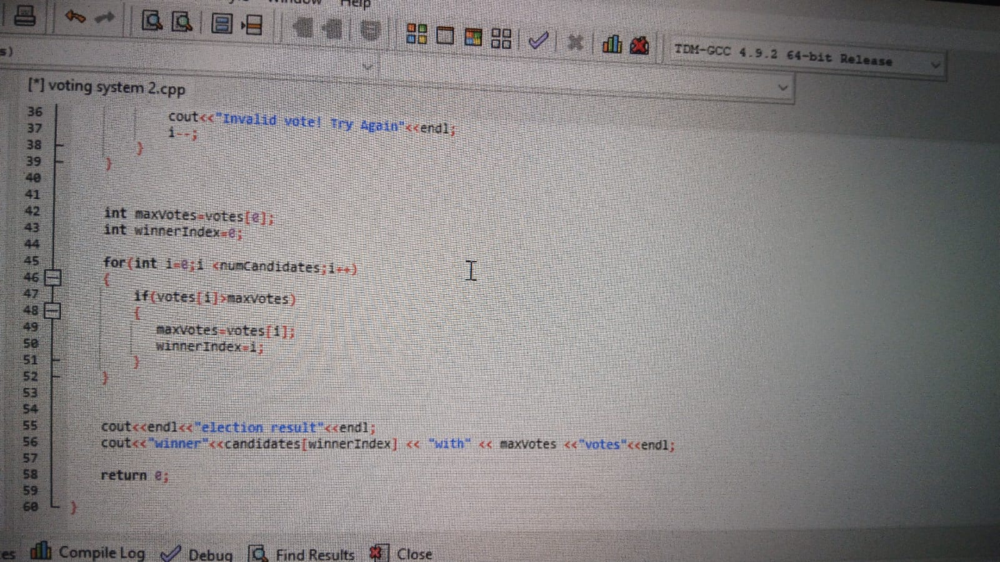 Window Help
TDM-GCC 4.9.2 64-bit Release
s)
[*] voting system 2.cpp
36 cout<<"Invalid vote! Try Again"<<endl;
37 i--;
38 }
39 }
40
41
42 int maxVotes=votes[0];
43 int winnerIndex=0;
44
45 for(int i=0;i <numCandidates;i++)
46 {
47 if(votes[i]>maxVotes)
48 {
49 maxVotes=votes[i];
50 winnerIndex=i;
51 }
52 }
53
54
55 cout<<endl<<"election result"<<endl;
56 cout<<"winner"<<candidates[winnerIndex] << "with" << maxVotes <<"votes"<<endl;
57
58 return 0;
59
60 }
es Compile Log Debug Find Results Close